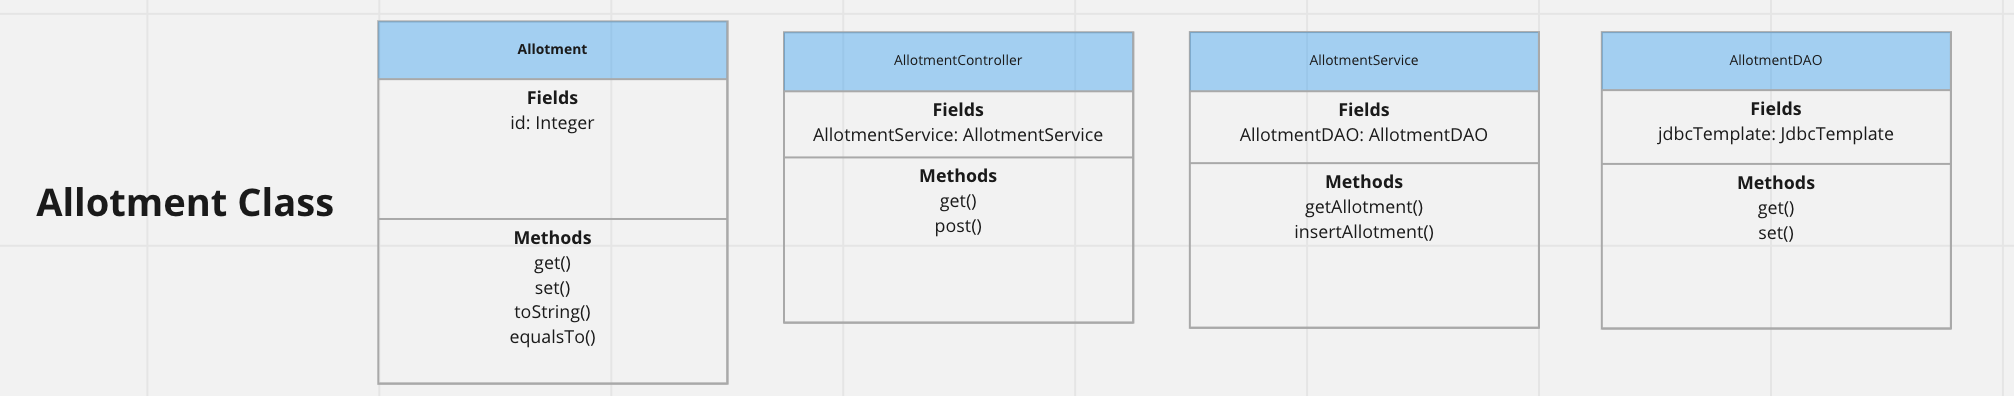 Allotment Class
Allotment
Fields
id: Integer
Methods
get()
set()
toString()
equalsTo()
AllotmentController
Fields
AllotmentService: AllotmentService
Methods
get()
post()
AllotmentService
Fields
AllotmentDAO: AllotmentDAO
Methods
getAllotment()
insertAllotment()
AllotmentDAO
Fields
jdbcTemplate: JdbcTemplate
Methods
get()
set()